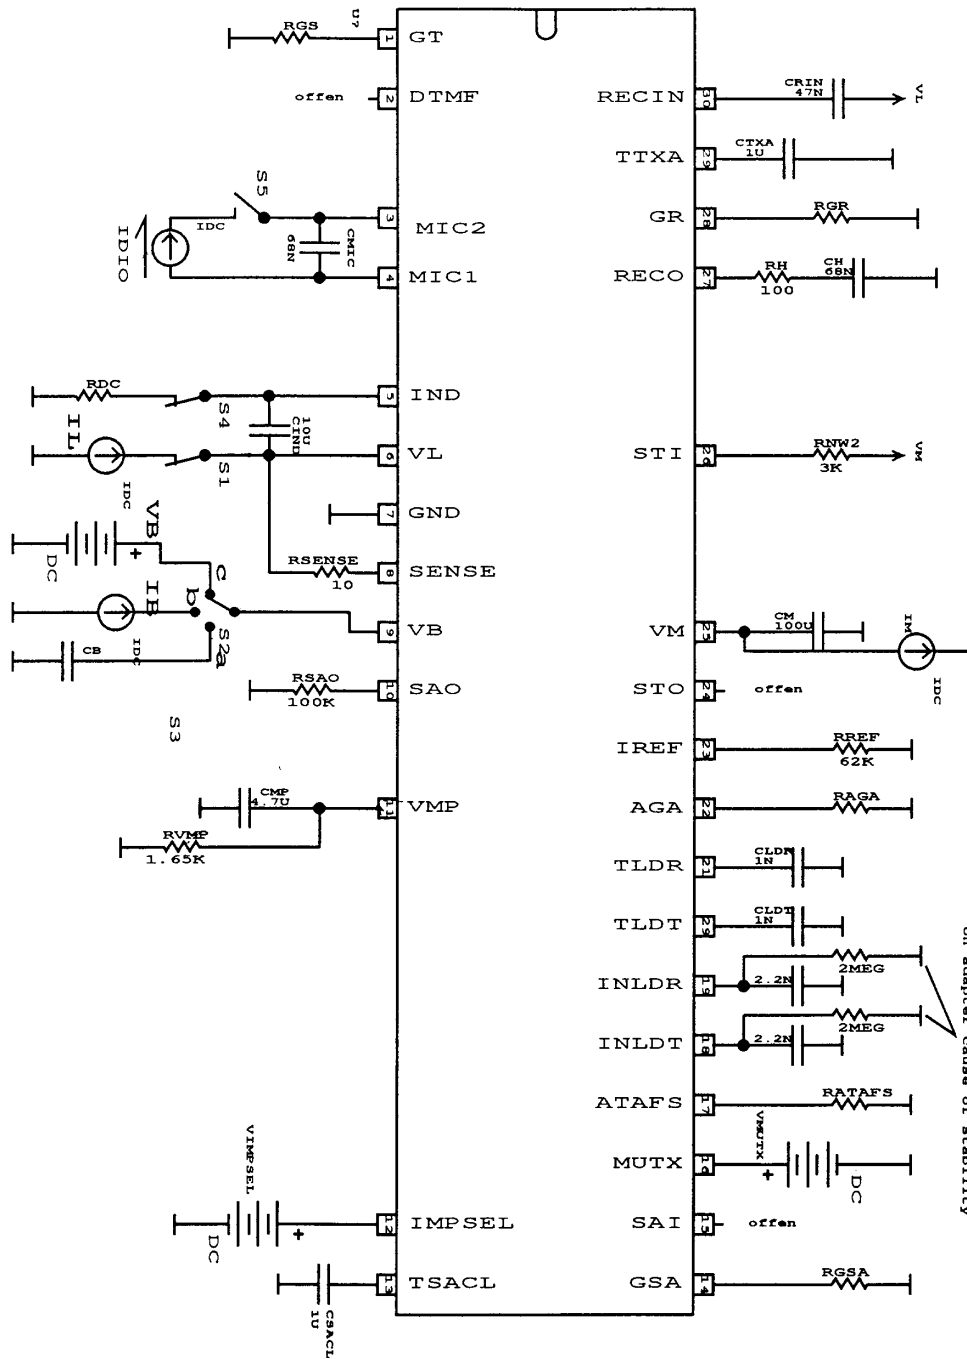 U?
RGS
1 GT
offen
2 DTMF
S5
IDC
IDIO
CMIC
68N
3 MIC2
4 MIC1
RDC
S4
10U
CIND
5 IND
IL
IDC
S1
6 VL
7 GND
RSENSE
10
8 SENSE
VB
DC
+
c
b
IB
IDC
S2a
CB
9 VB
RSAO
100K
10 SAO
S3
CMP
4.7U
11 VMP
RVMP
1.65K
VIMPSEL
DC
+
12 IMPSEL
CSACL
1U
13 TSACL
RECIN 30
CRIN
47N
VL
TTXA 29
CTXA
1U
GR 28
RGR
RECO 27
RH
100
CH
68N
STI 26
RNW2
3K
VM
VM 25
CM
100U
IM
IDC
STO 24
offen
IREF 23
RREF
62K
AGA 22
RAGA
TLDR 21
CLDR
1N
TLDT 29
CLDT
1N
INLDR 19
2.2N
2MEG
INLDT 18
2.2N
2MEG
on adapter cause of stability
ATAFS 17
RATAFS
MUTX 16
VMUTX
+
DC
SAI 15
offen
GSA 14
RGSA